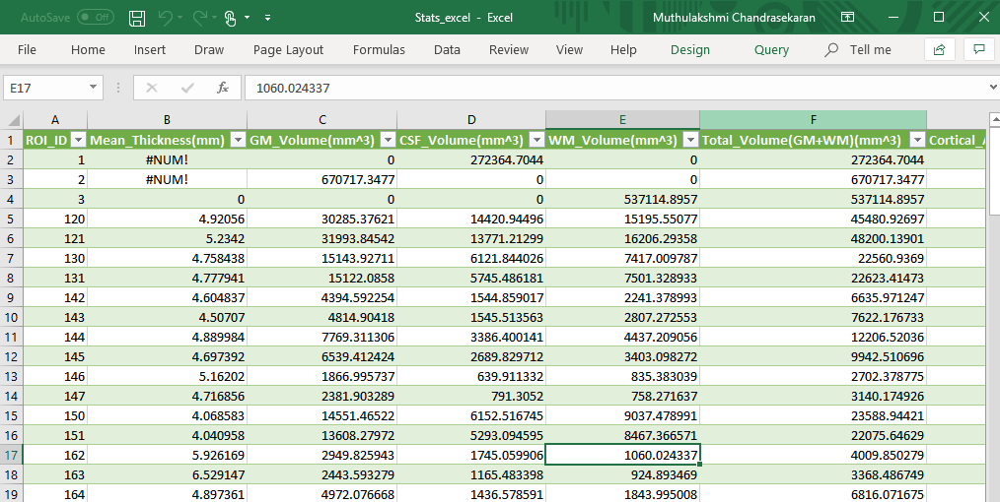 AutoSave Off Stats_excel - Excel Muthulakshmi Chandrasekaran
File Home Insert Draw Page Layout Formulas Data Review View Help Design Query Tell me
E17 fx 1060.024337
A B C D E F
1 ROI_ID Mean_Thickness(mm) GM_Volume(mm^3) CSF_Volume(mm^3) WM_Volume(mm^3) Total_Volume(GM+WM)(mm^3) Cortical_
2 1 #NUM! 0 272364.7044 0 272364.7044
3 2 #NUM! 670717.3477 0 0 670717.3477
4 3 0 0 0 537114.8957 537114.8957
5 120 4.92056 30285.37621 14420.94496 15195.55077 45480.92697
6 121 5.2342 31993.84542 13771.21299 16206.29358 48200.13901
7 130 4.758438 15143.92711 6121.844026 7417.009787 22560.9369
8 131 4.777941 15122.0858 5745.486181 7501.328933 22623.41473
9 142 4.604837 4394.592254 1544.859017 2241.378993 6635.971247
10 143 4.50707 4814.90418 1545.513563 2807.272553 7622.176733
11 144 4.889984 7769.311306 3386.400141 4437.209056 12206.52036
12 145 4.697392 6539.412424 2689.829712 3403.098272 9942.510696
13 146 5.16202 1866.995737 639.911332 835.383039 2702.378775
14 147 4.716856 2381.903289 791.3052 758.271637 3140.174926
15 150 4.068583 14551.46522 6152.516745 9037.478991 23588.94421
16 151 4.040958 13608.27972 5293.094595 8467.366571 22075.64629
17 162 5.926169 2949.825943 1745.059906 1060.024337 4009.850279
18 163 6.529147 2443.593279 1165.483398 924.893469 3368.486749
19 164 4.897361 4972.076668 1436.578591 1843.995008 6816.071675